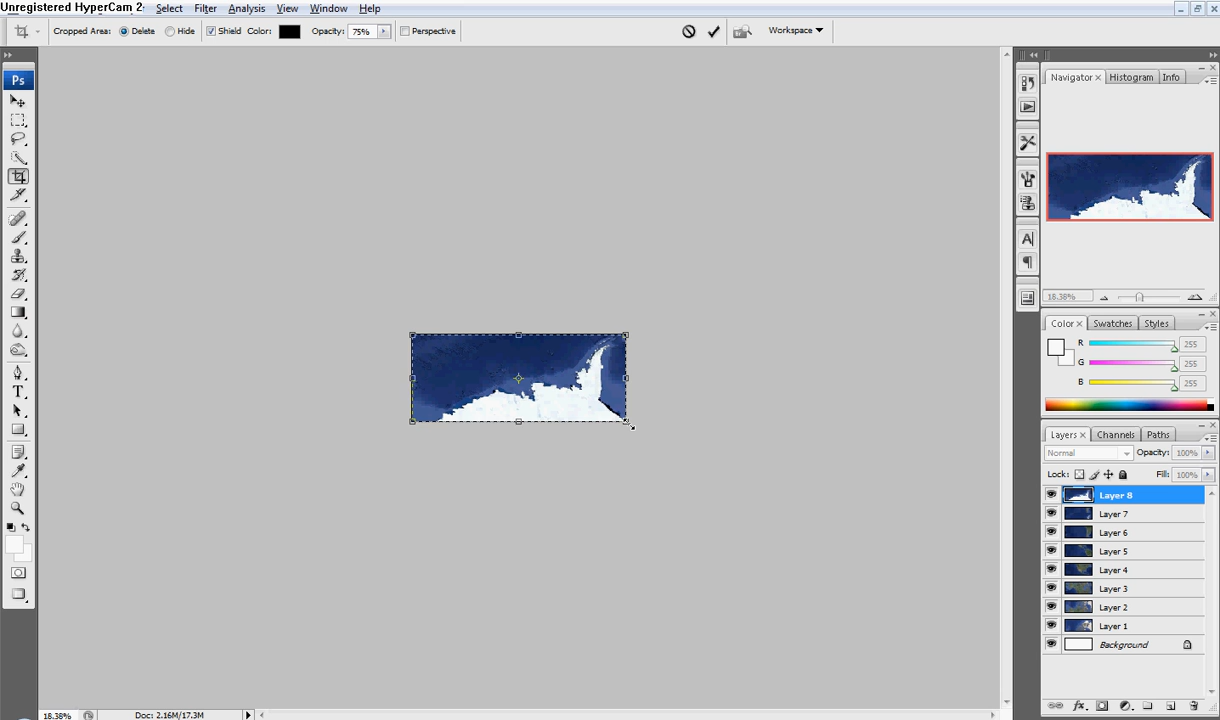 Unregistered HyperCam 2
Select Filter Analysis View Window Help
Cropped Area: Delete Hide Shield Color: Opacity: 75% Perspective Workspace
Ps
Navigator Histogram Info
18.38%
Color Swatches Styles
R 255
G 255
B 255
Layers Channels Paths
Normal Opacity: 100%
Lock: Fill: 100%
Layer 8
Layer 7
Layer 6
Layer 5
Layer 4
Layer 3
Layer 2
Layer 1
Background
18.38% Doc: 2.16M/17.3M